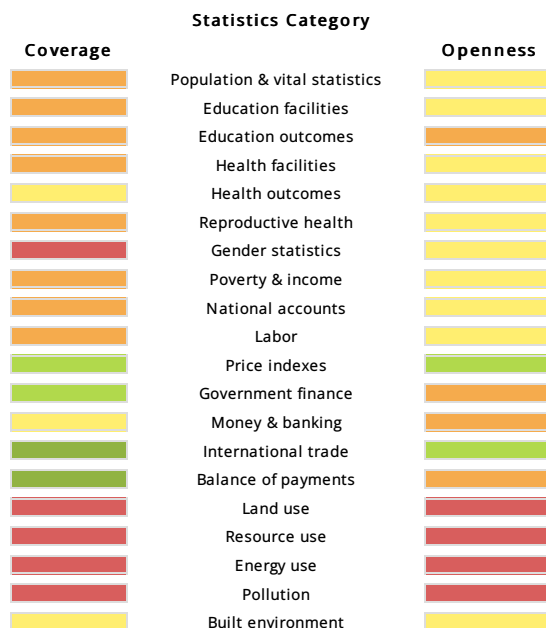 Statistics Category
Coverage
Openness
Population & vital statistics
Education facilities
Education outcomes
Health facilities
Health outcomes
Reproductive health
Gender statistics
Poverty & income
National accounts
Labor
Price indexes
Government finance
Money & banking
International trade
Balance of payments
Land use
Resource use
Energy use
Pollution
Built environment